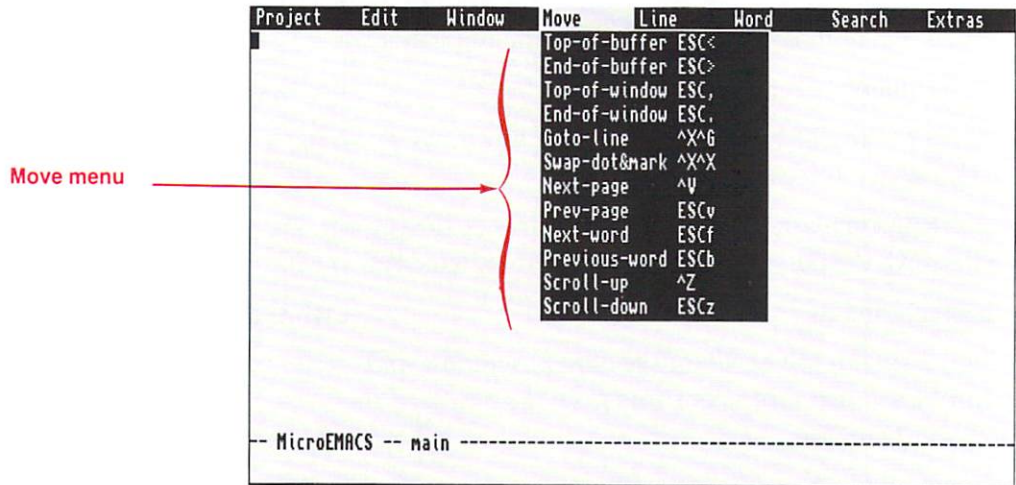 Project Edit Window Move Line Word Search Extras
Top-of-buffer ESC<
End-of-buffer ESC>
Top-of-window ESC,
End-of-window ESC.
Goto-line ^X^G
Swap-dot&mark ^X^X
Next-page ^V
Prev-page ESCv
Next-word ESCf
Previous-word ESCb
Scroll-up ^Z
Scroll-down ESCz
Move menu
-- MicroEMACS -- main --------------------------------------------------------------